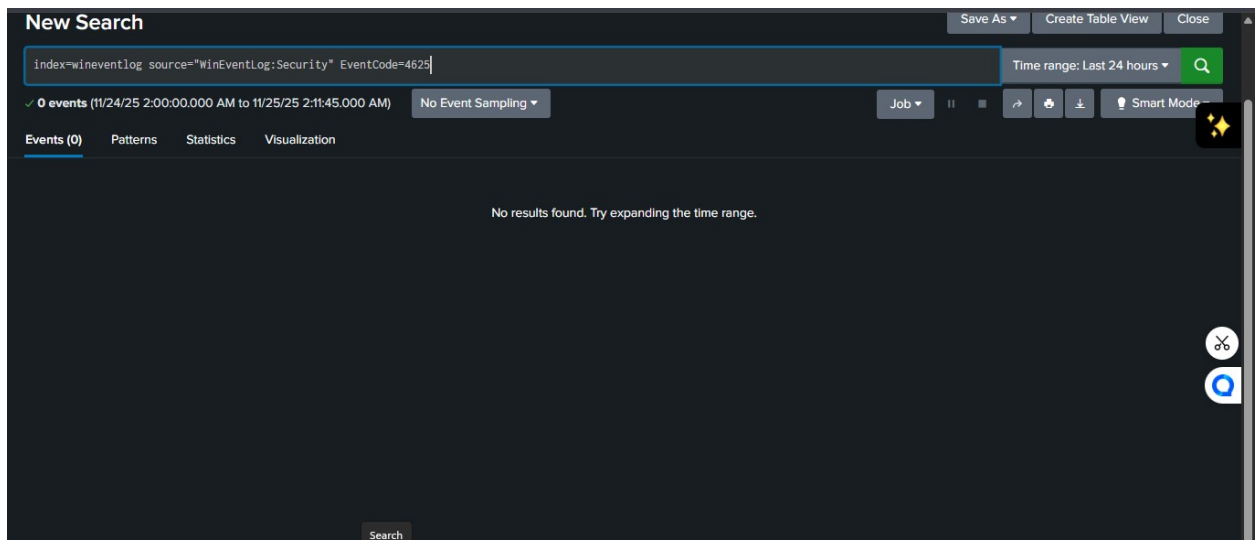 New Search
Save As Create Table View Close
index=wineventlog source="WinEventLog:Security" EventCode=4625
Time range: Last 24 hours
0 events (11/24/25 2:00:00.000 AM to 11/25/25 2:11:45.000 AM) No Event Sampling Job Smart Mode
Events (0) Patterns Statistics Visualization
No results found. Try expanding the time range.
Search